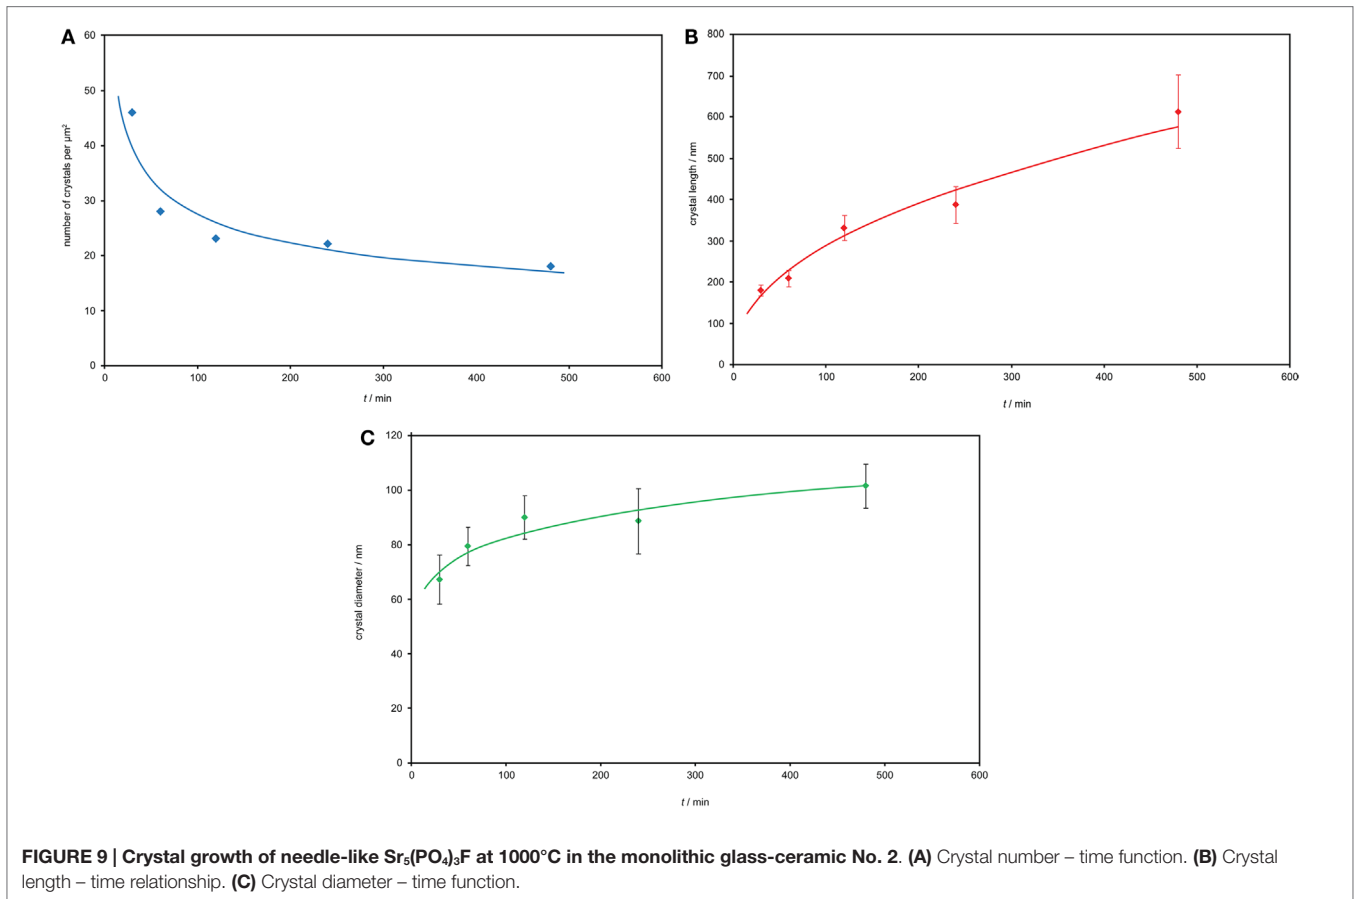 A
60
50
40
30
20
10
0
number of crystals per µm²
0 100 200 300 400 500 600
t / min
B
800
700
600
500
400
300
200
100
0
crystal length / nm
0 100 200 300 400 500 600
t / min
C
120
100
80
60
40
20
0
crystal diameter / nm
0 100 200 300 400 500 600
t / min
FIGURE 9 | Crystal growth of needle-like Sr₅(PO₄)₃F at 1000°C in the monolithic glass-ceramic No. 2. (A) Crystal number – time function. (B) Crystal
length – time relationship. (C) Crystal diameter – time function.